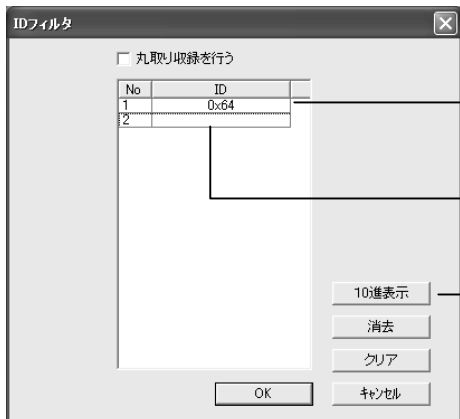 IDフィルタ
丸取り収録を行う
No ID
1 0x64
2
10進表示
消去
クリア
OK キャンセル